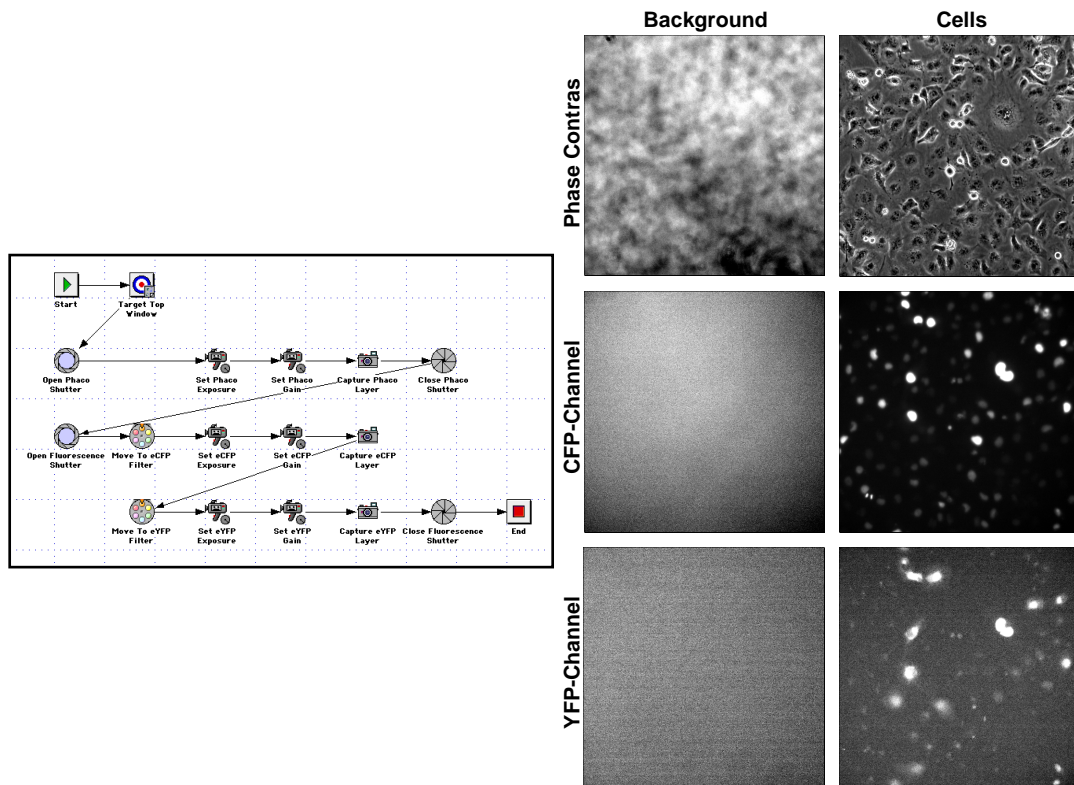 Background
Cells
Phase Contras
CFP-Channel
YFP-Channel
Start
Target Top
Window
Open Phaco
Shutter
Set Phaco
Exposure
Set Phaco
Gain
Capture Phaco
Layer
Close Phaco
Shutter
Open Fluorescence
Shutter
Move To eCFP
Filter
Set eCFP
Exposure
Set eCFP
Gain
Capture eCFP
Layer
Move To eYFP
Filter
Set eYFP
Exposure
Set eYFP
Gain
Capture eYFP
Layer
Close Fluorescence
Shutter
End